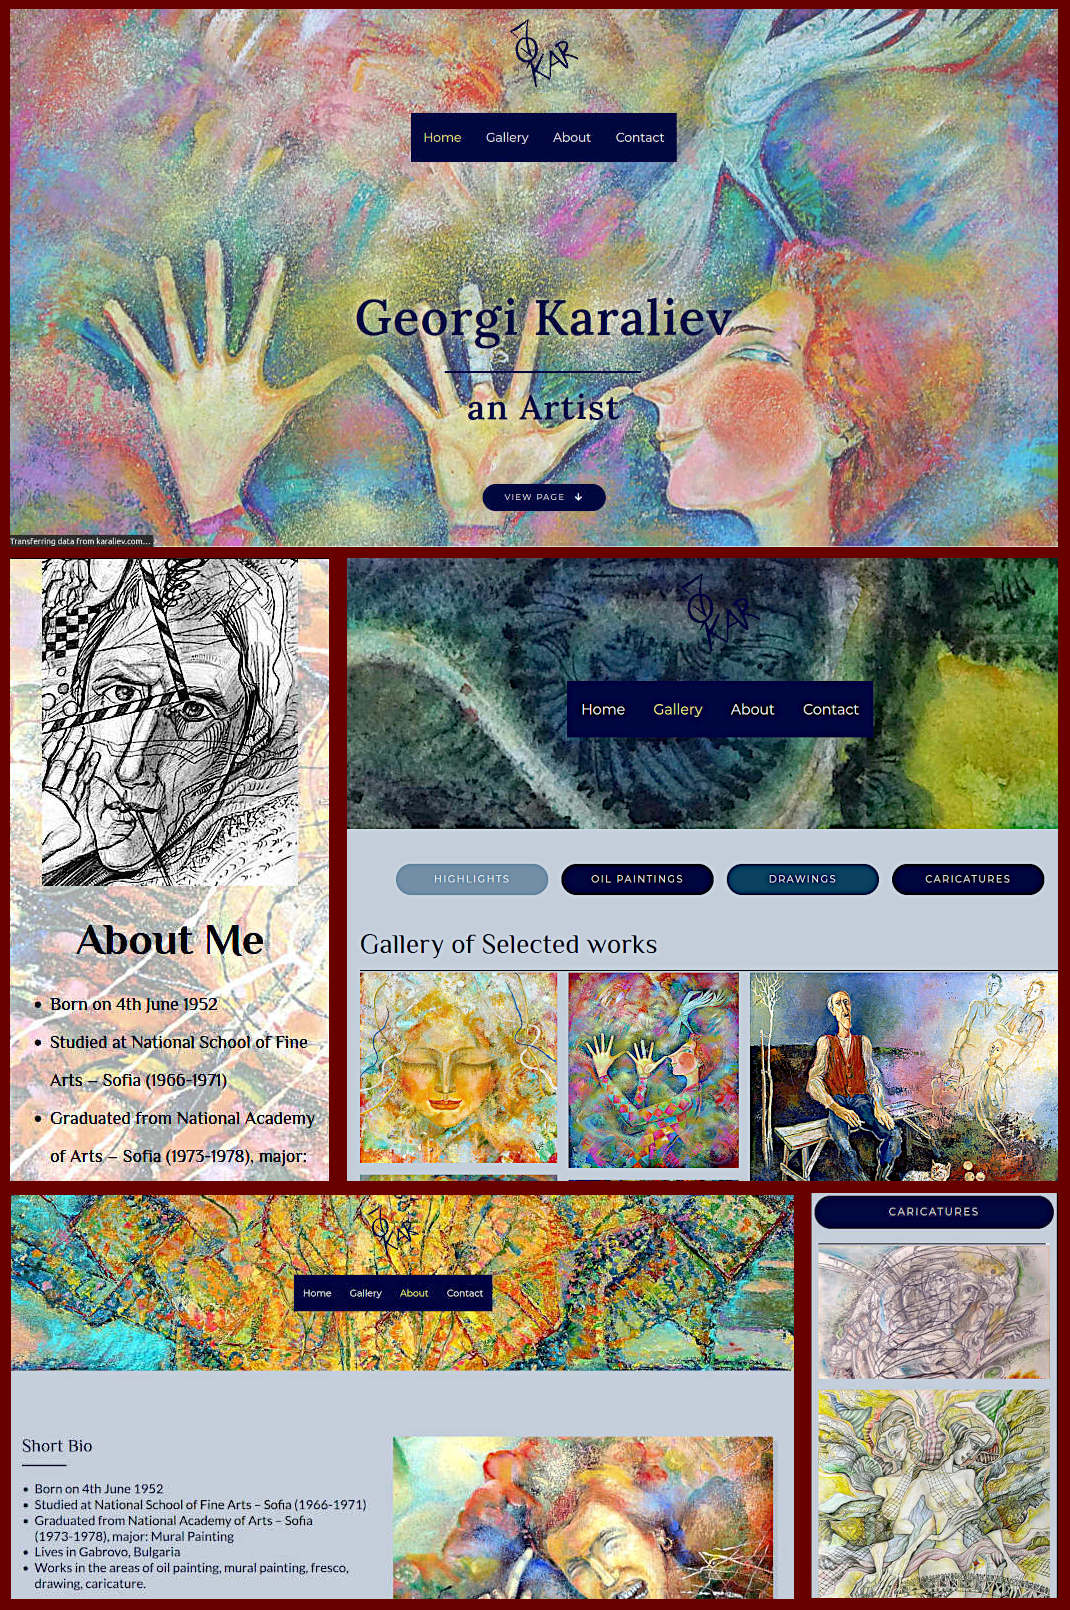 KAR
Home Gallery About Contact
Georgi Karaliev
an Artist
VIEW PAGE
Transferring data from karaliev.com...
About Me
• Born on 4th June 1952
• Studied at National School of Fine
Arts – Sofia (1966-1971)
• Graduated from National Academy
of Arts – Sofia (1973-1978), major:
KAR
Home Gallery About Contact
HIGHLIGHTS OIL PAINTINGS DRAWINGS CARICATURES
Gallery of Selected works
KAR
Home Gallery About Contact
Short Bio
• Born on 4th June 1952
• Studied at National School of Fine Arts – Sofia (1966-1971)
• Graduated from National Academy of Arts – Sofia
(1973-1978), major: Mural Painting
• Lives in Gabrovo, Bulgaria
• Works in the areas of oil painting, mural painting, fresco,
drawing, caricature.
CARICATURES